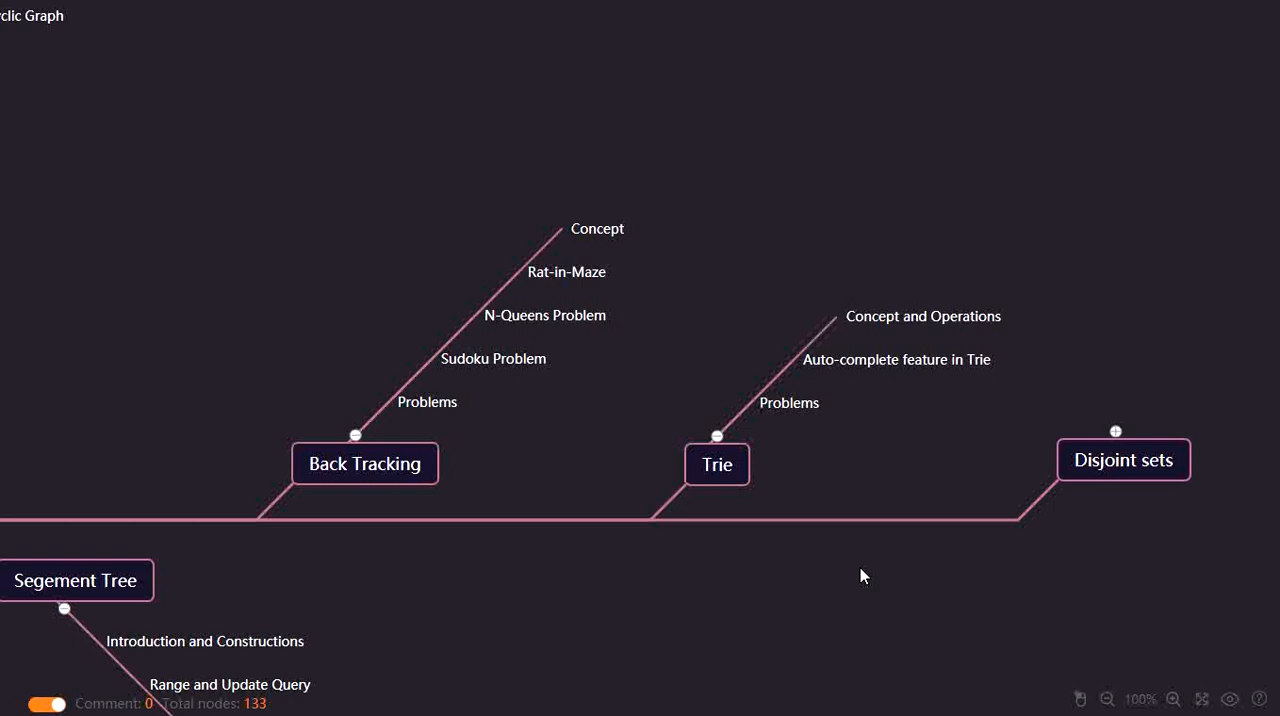 Graph
Concept
Rat-in-Maze
N-Queens Problem
Sudoku Problem
Problems
Back Tracking
Concept and Operations
Auto-complete feature in Trie
Problems
Trie
Disjoint sets
Segement Tree
Introduction and Constructions
Range and Update Query
Comment: 0 Total nodes: 133
100%